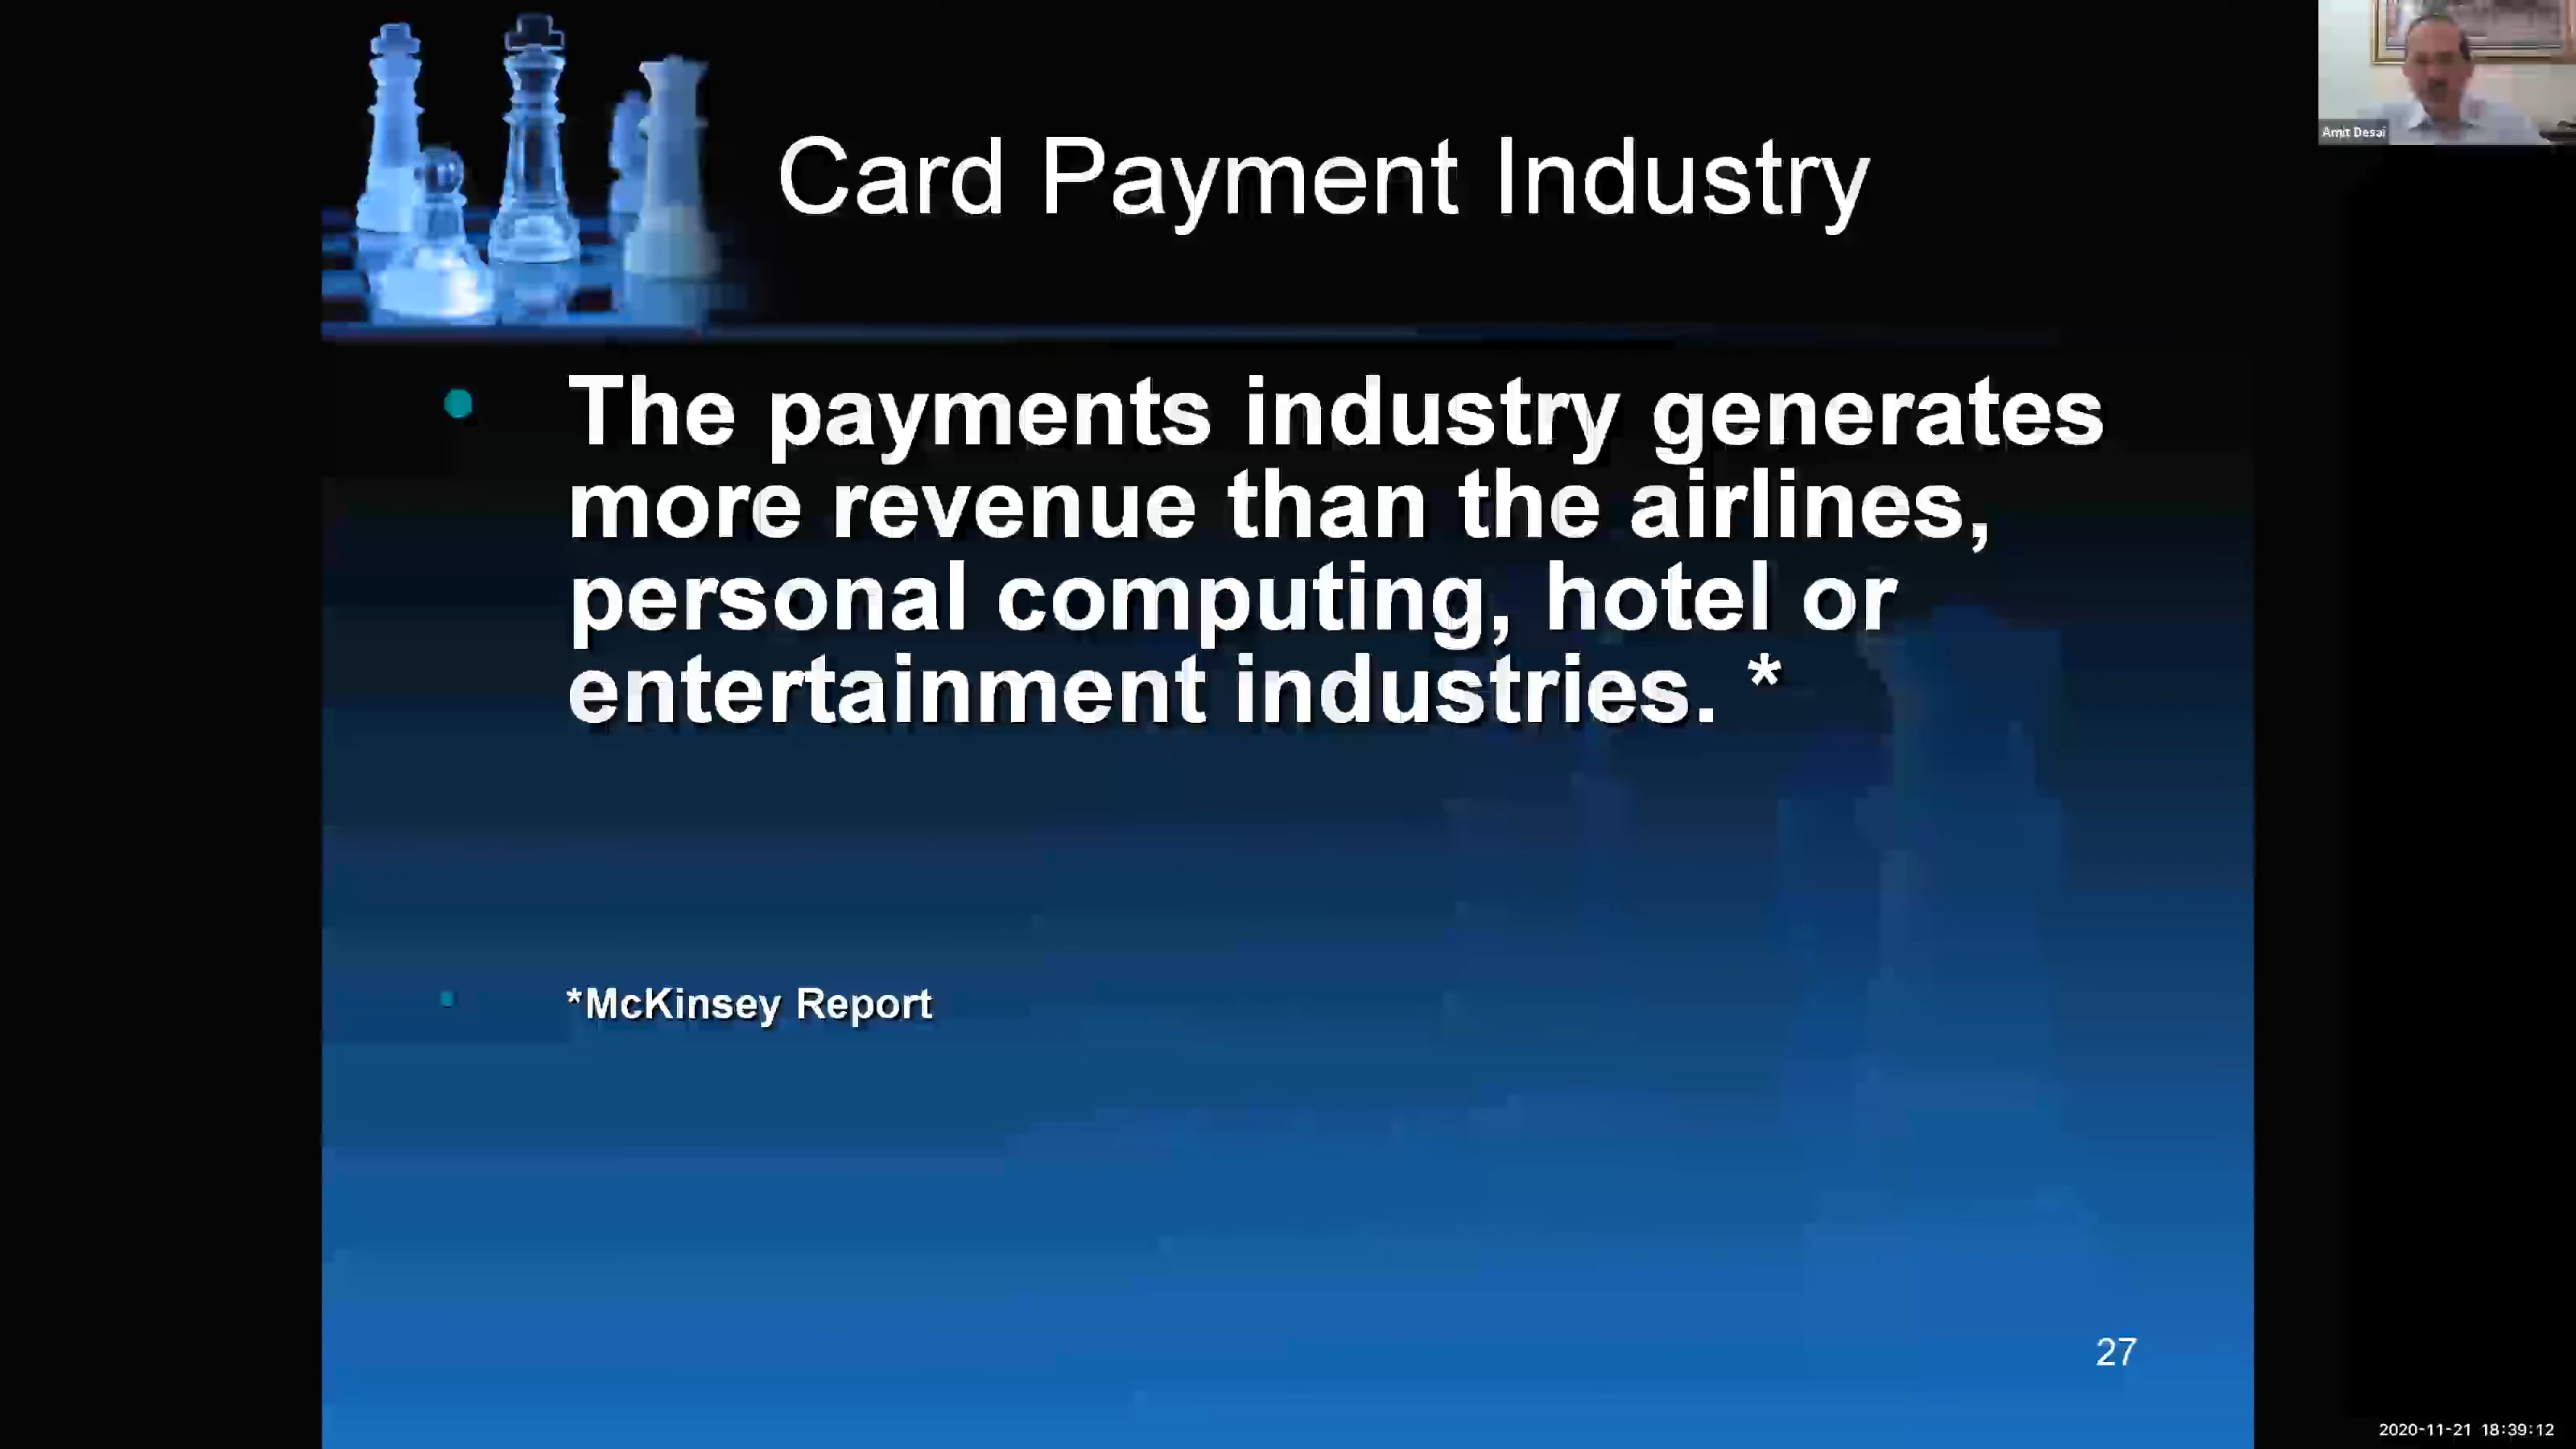 Amit Desai
Card Payment Industry
• The payments industry generates
more revenue than the airlines,
personal computing, hotel or
entertainment industries. *
• *McKinsey Report
27
2020-11-21 18:39:12